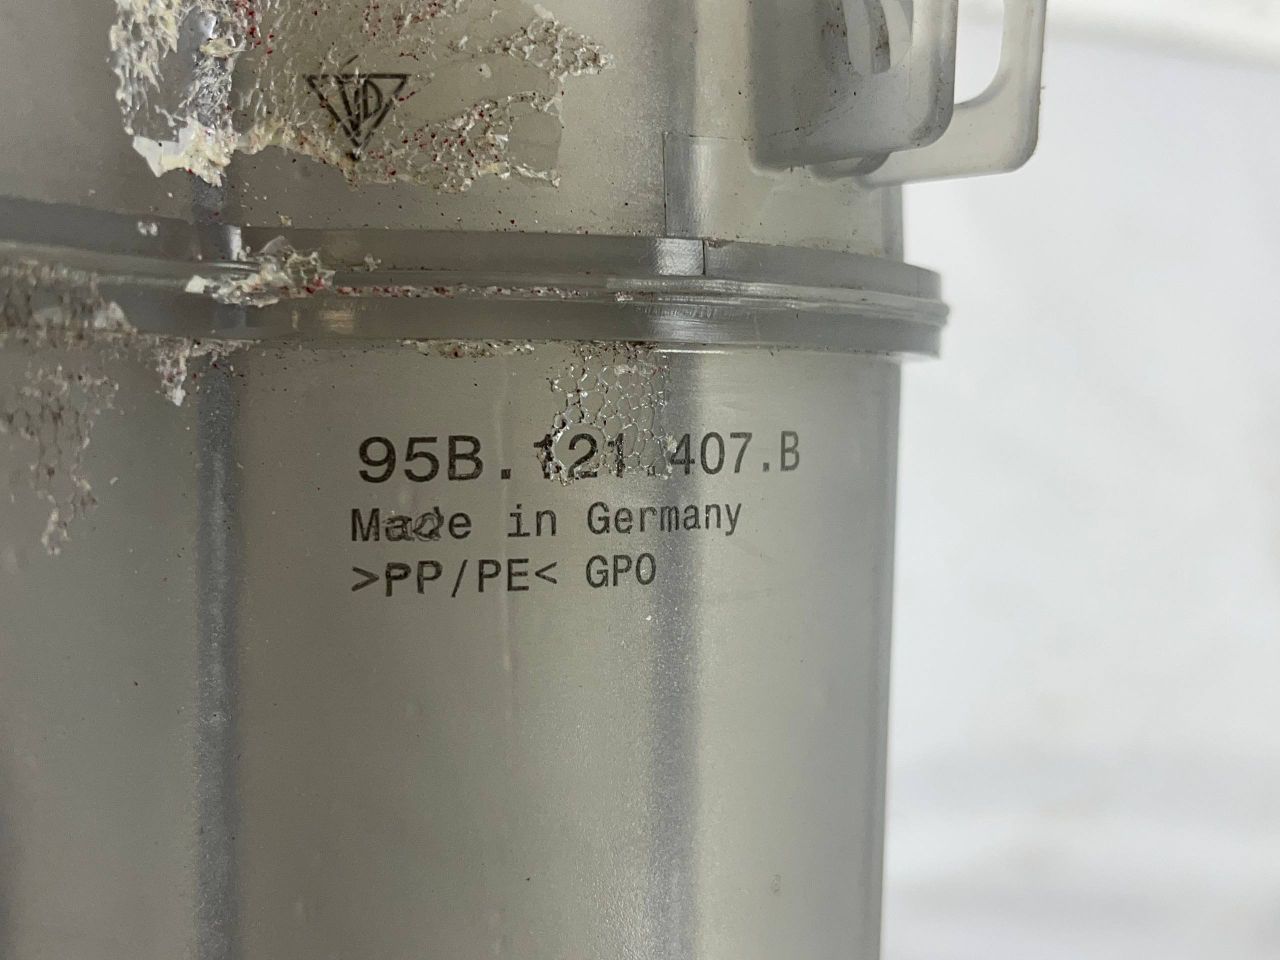 95B.121.407.B
Made in Germany
>PP/PE< GPO